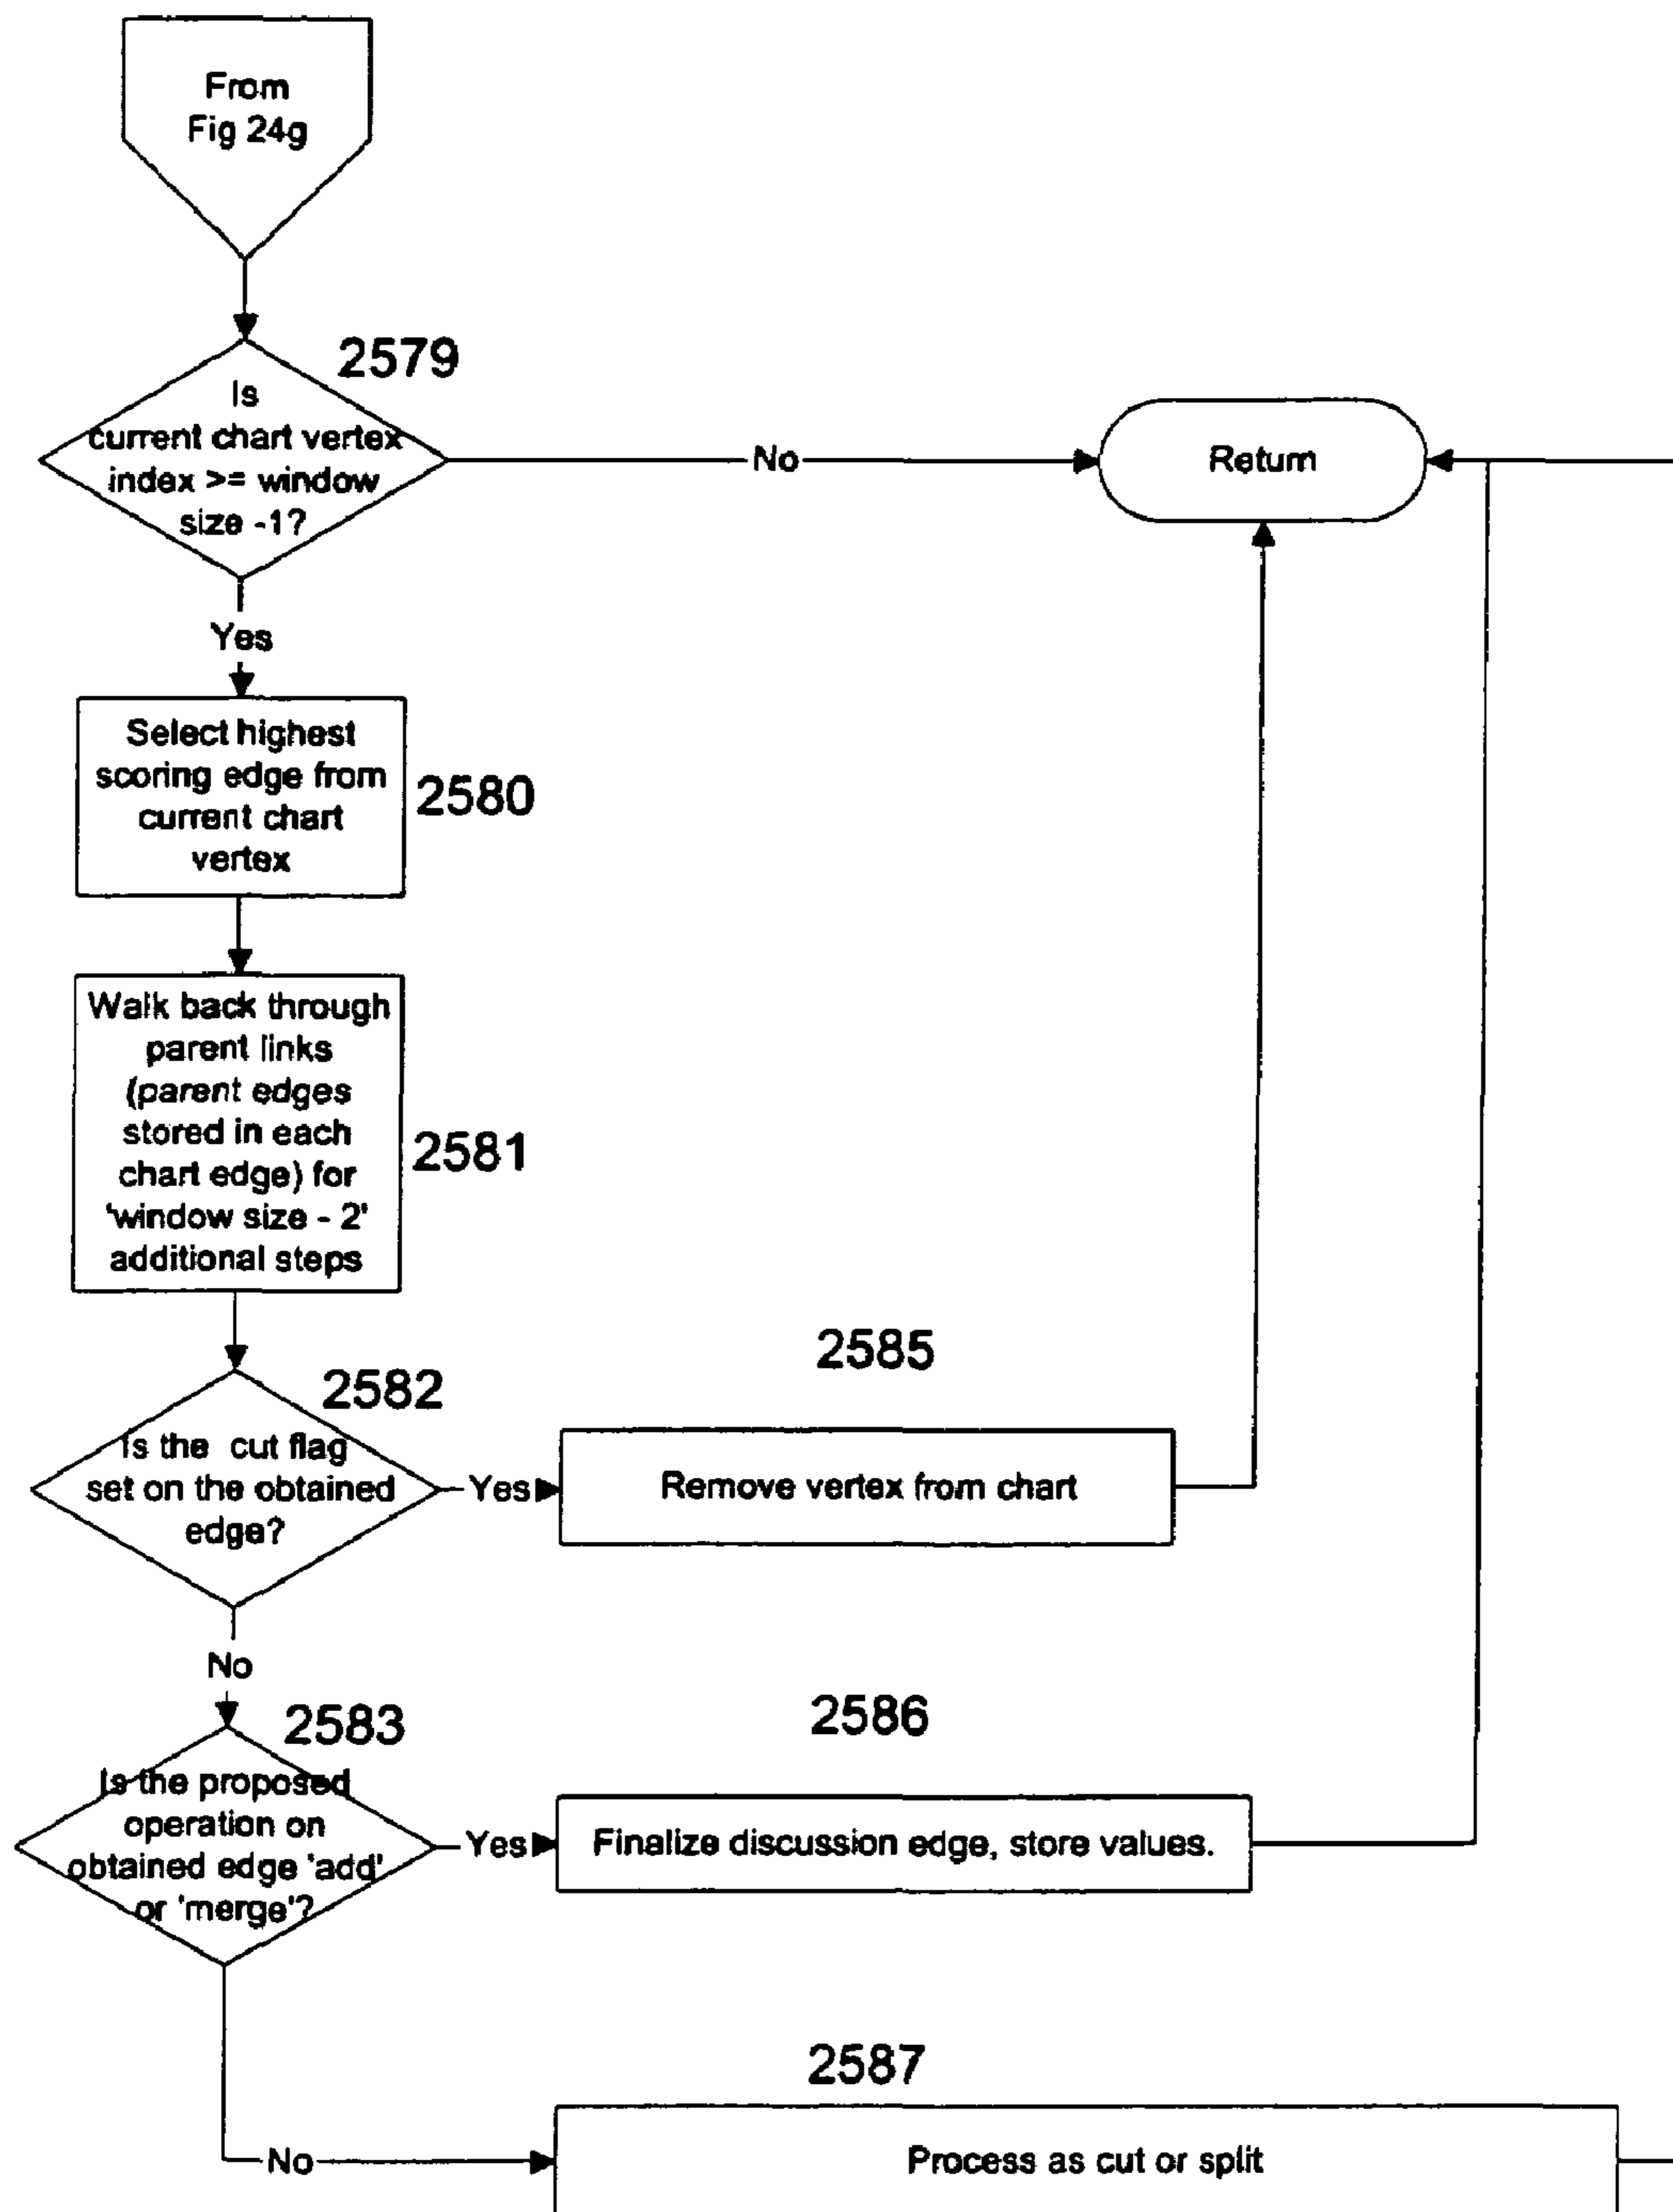 From
Fig 24g
2579
Is
current chart vertex
index >= window
size -1?
No
Return
Yes
Select highest
scoring edge from
current chart
vertex
2580
Walk back through
parent links
(parent edges
stored in each
chart edge) for
'window size - 2'
additional steps
2581
2582
Is the cut flag
set on the obtained
edge?
Yes
2585
Remove vertex from chart
No
2583
Is the proposed
operation on
obtained edge 'add'
or 'merge'?
Yes
2586
Finalize discussion edge, store values.
No
2587
Process as cut or split